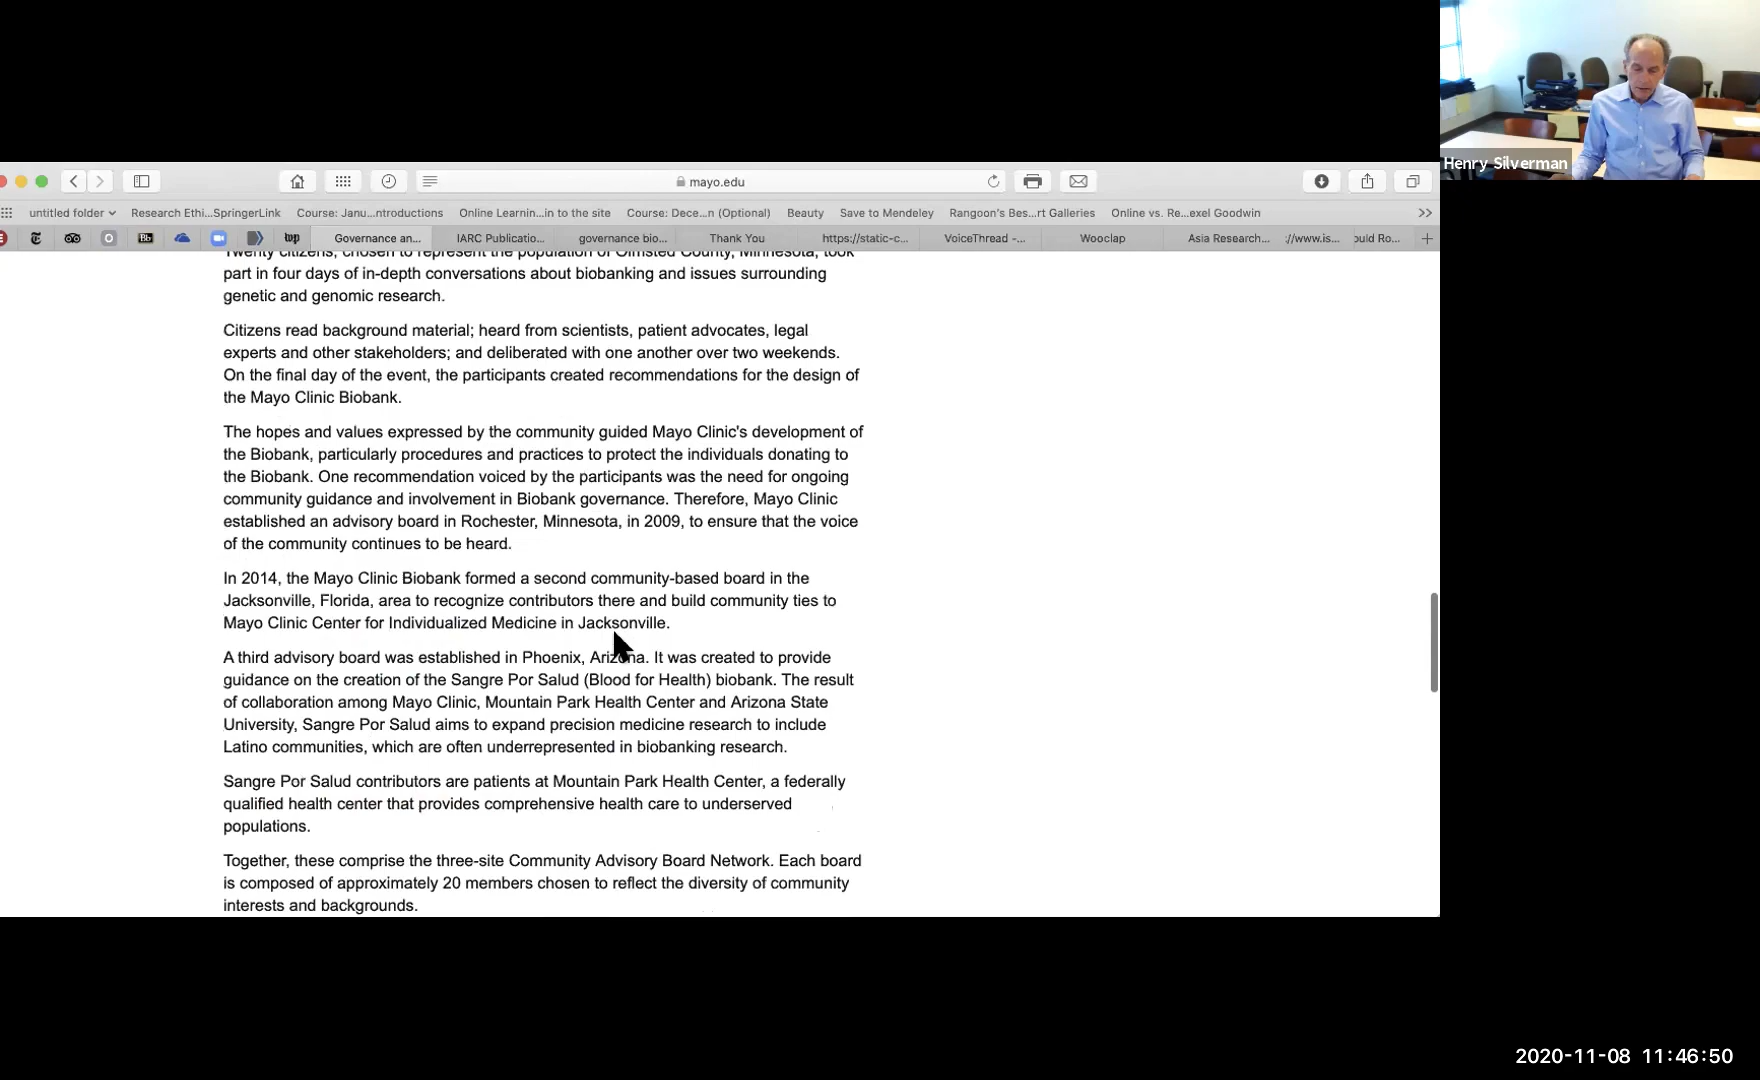 Henry Silverman
mayo.edu
untitled folder
Research Ethi...SpringerLink
Course: Janu...ntroductions
Online Learnin...in to the site
Course: Dece...n (Optional)
Beauty
Save to Mendeley
Rangoon's Bes...rt Galleries
Online vs. Re...exel Goodwin
Governance an...
IARC Publicatio...
governance bio...
Thank You
https://static-c...
VoiceThread -...
Wooclap
Asia Research...
://www.is...
ould Ro...
Twenty citizens, chosen to represent the population of Olmsted County, Minnesota, took
part in four days of in-depth conversations about biobanking and issues surrounding
genetic and genomic research.
Citizens read background material; heard from scientists, patient advocates, legal
experts and other stakeholders; and deliberated with one another over two weekends.
On the final day of the event, the participants created recommendations for the design of
the Mayo Clinic Biobank.
The hopes and values expressed by the community guided Mayo Clinic's development of
the Biobank, particularly procedures and practices to protect the individuals donating to
the Biobank. One recommendation voiced by the participants was the need for ongoing
community guidance and involvement in Biobank governance. Therefore, Mayo Clinic
established an advisory board in Rochester, Minnesota, in 2009, to ensure that the voice
of the community continues to be heard.
In 2014, the Mayo Clinic Biobank formed a second community-based board in the
Jacksonville, Florida, area to recognize contributors there and build community ties to
Mayo Clinic Center for Individualized Medicine in Jacksonville.
A third advisory board was established in Phoenix, Arizona. It was created to provide
guidance on the creation of the Sangre Por Salud (Blood for Health) biobank. The result
of collaboration among Mayo Clinic, Mountain Park Health Center and Arizona State
University, Sangre Por Salud aims to expand precision medicine research to include
Latino communities, which are often underrepresented in biobanking research.
Sangre Por Salud contributors are patients at Mountain Park Health Center, a federally
qualified health center that provides comprehensive health care to underserved
populations.
Together, these comprise the three-site Community Advisory Board Network. Each board
is composed of approximately 20 members chosen to reflect the diversity of community
interests and backgrounds.
2020-11-08 11:46:50